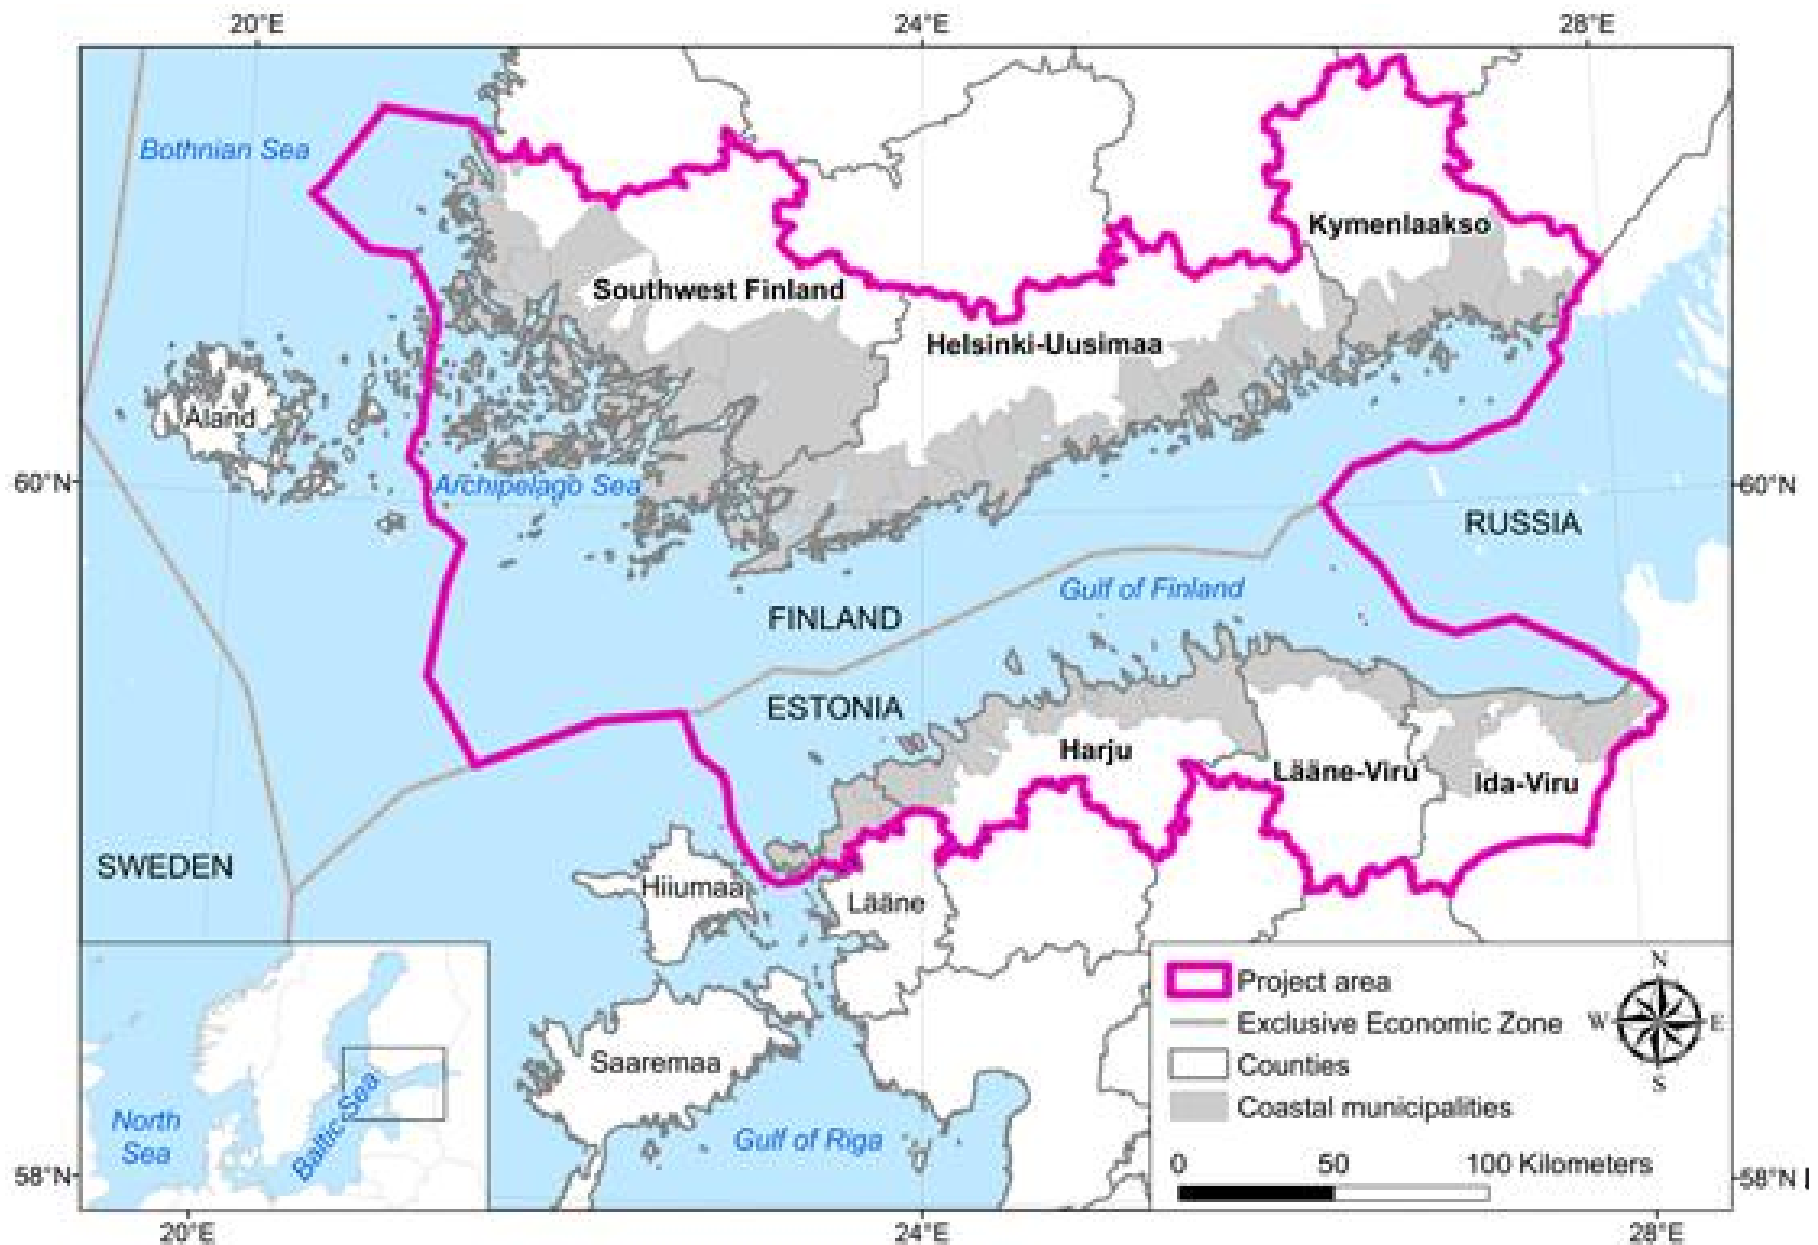 20°E
24°E
28°E
Bothnian Sea
Kymenlaakso
Southwest Finland
Helsinki-Uusimaa
Åland
60°N
Archipelago Sea
60°N
RUSSIA
Gulf of Finland
FINLAND
ESTONIA
Harju
Lääne-Viru
Ida-Viru
SWEDEN
Hiiumaa
Lääne
Saaremaa
Gulf of Riga
North
Sea
Baltic Sea
Project area
Exclusive Economic Zone
Counties
Coastal municipalities
N
W
E
S
0
50
100 Kilometers
58°N
58°N
20°E
24°E
28°E